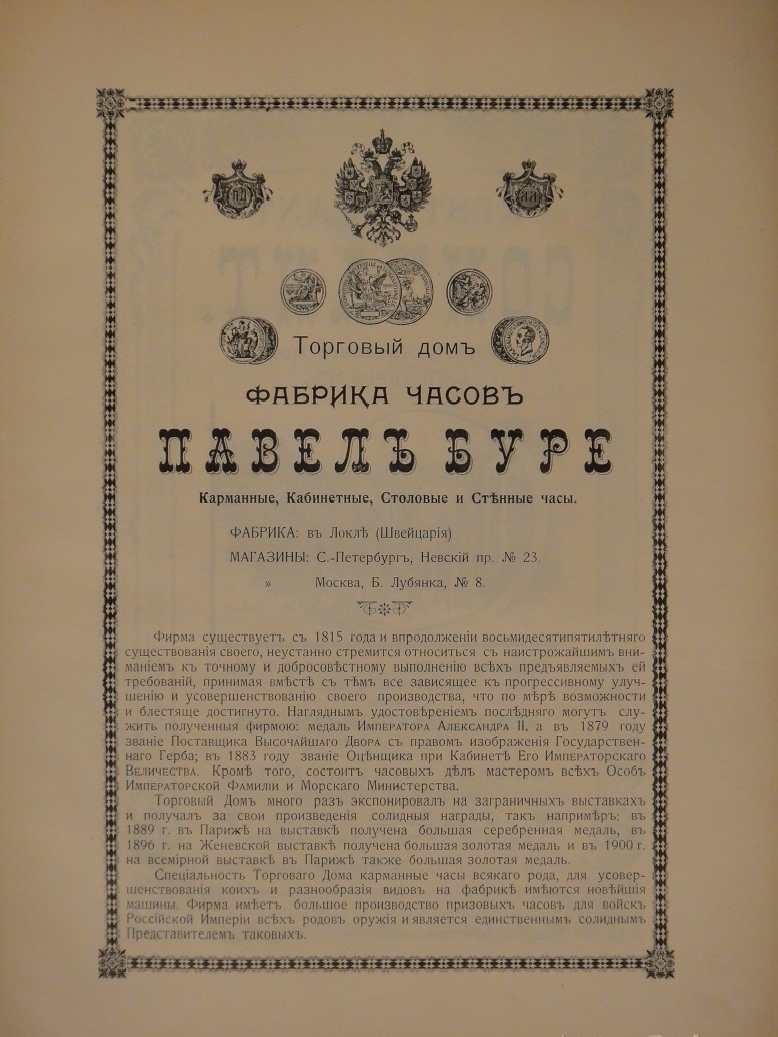 Торговый домъ
ФАБРИКА ЧАСОВЪ
ПАВЕЛЪ БУРЕ
Карманные, Кабинетные, Столовые и Стѣнные часы.
ФАБРИКА: въ Локлѣ (Швейцарія)
МАГАЗИНЫ: С.-Петербургъ, Невскій пр. № 23.
» Москва, Б. Лубянка, № 8.
Фирма существуетъ съ 1815 года и впродолженіи восьмидесятипятилѣтняго
существованія своего, неустанно стремится относиться съ наистрожайшимъ вни-
маніемъ къ точному и добросовѣстному выполненію всѣхъ предъявляемыхъ ей
требованій, принимая вмѣстѣ съ тѣмъ все зависящее къ прогрессивному улуч-
шенію и усовершенствованію своего производства, что по мѣрѣ возможности
и блестяще достигнуто. Нагляднымъ удостовѣреніемъ послѣдняго могутъ слу-
жить полученныя фирмою: медаль Императора Александра II, а въ 1879 году
званіе Поставщика Высочайшаго Двора съ правомъ изображенія Государствен-
наго Герба; въ 1883 году званіе Оцѣнщика при Кабинетѣ Его Императорскаго
Величества. Кромѣ того, состоитъ часовыхъ дѣлъ мастеромъ всѣхъ Особъ
Императорской Фамиліи и Морскаго Министерства.
Торговый Домъ много разъ экспонировалъ на заграничныхъ выставкахъ
и получалъ за свои произведенія солидныя награды, такъ напримѣръ: въ
1889 г. въ Парижѣ на выставкѣ получена большая серебренная медаль, въ
1896 г. на Женевской выставкѣ получена большая золотая медаль и въ 1900 г.
на всемірной выставкѣ въ Парижѣ также большая золотая медаль.
Спеціальность Торговаго Дома карманные часы всякаго рода, для усовер-
шенствованія коихъ и разнообразія видовъ на фабрикѣ имѣются новѣйшія
машины. Фирма имѣетъ большое производство призовыхъ часовъ для войскъ
Россійской Имперіи всѣхъ родовъ оружія и является единственнымъ солиднымъ
Представителемъ таковыхъ.